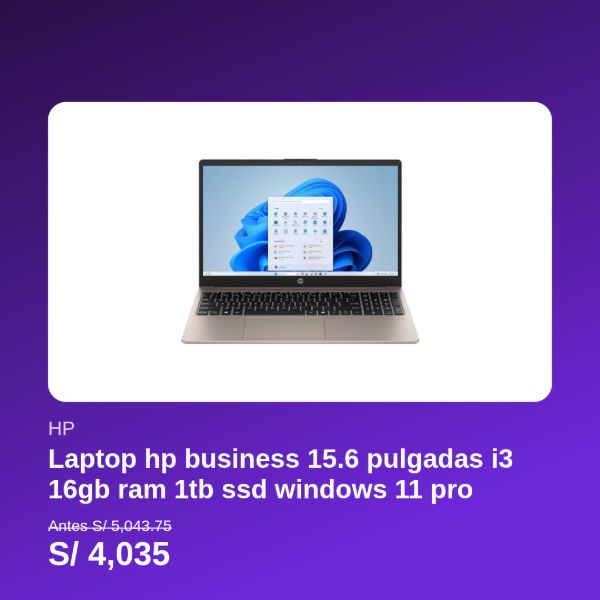 HP
Laptop hp business 15.6 pulgadas i3
16gb ram 1tb ssd windows 11 pro
Antes S/ 5,043.75
S/ 4,035